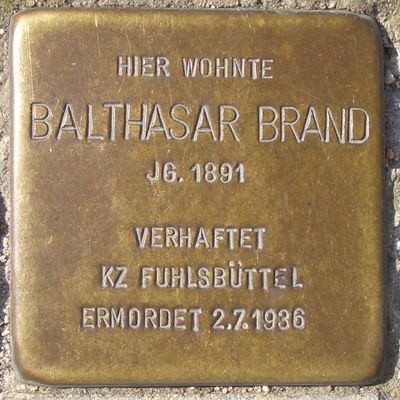 HIER WOHNTE
BALTHASAR BRAND
JG. 1891
VERHAFTET
KZ FUHLSBÜTTEL
ERMORDET 2.7.1936